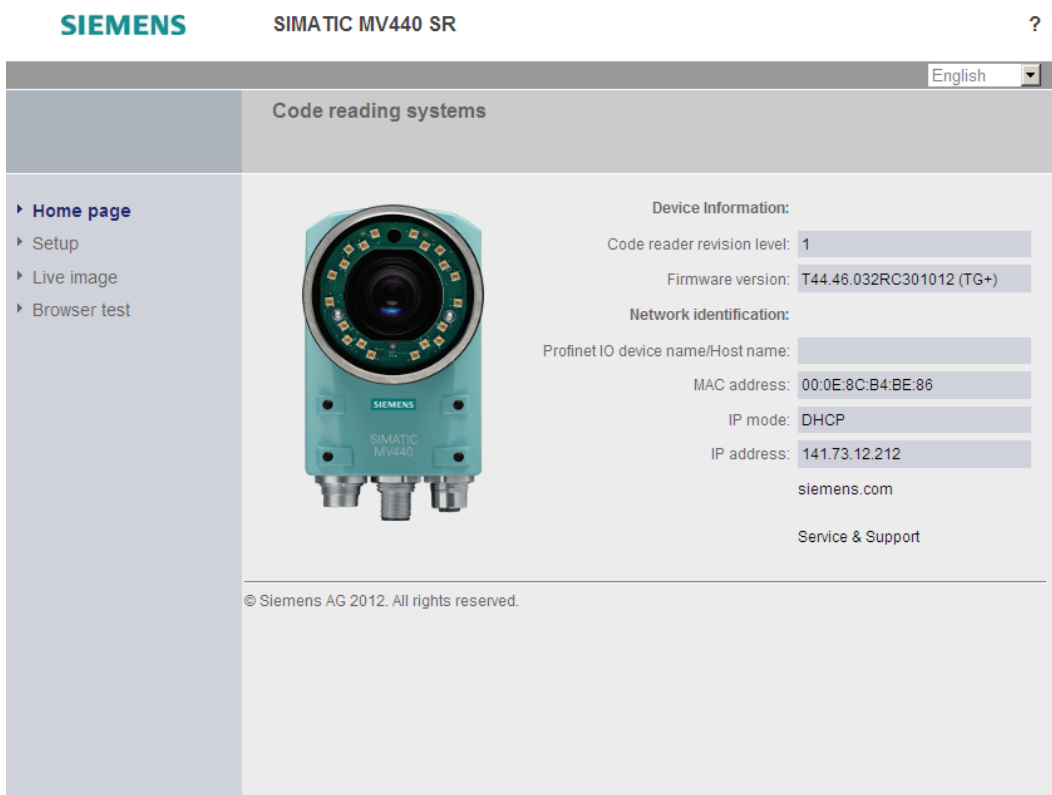 SIEMENS
SIMATIC MV440 SR
?
English
Code reading systems
Home page
Setup
Live image
Browser test
SIEMENS
SIMATIC
MV440
Device Information:
Code reader revision level: 1
Firmware version: T44.46.032RC301012 (TG+)
Network identification:
Profinet IO device name/Host name:
MAC address: 00:0E:8C:B4:BE:86
IP mode: DHCP
IP address: 141.73.12.212
siemens.com
Service & Support
© Siemens AG 2012. All rights reserved.